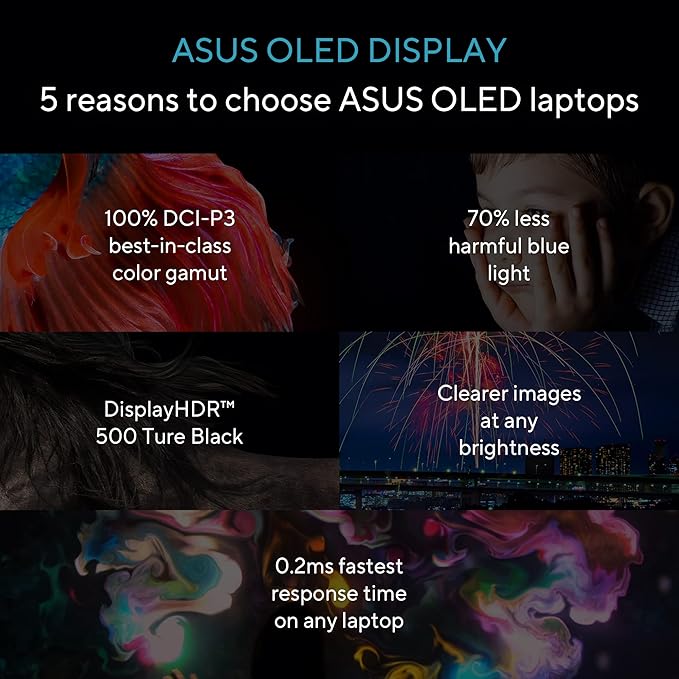 ASUS OLED DISPLAY
5 reasons to choose ASUS OLED laptops
100% DCI-P3
best-in-class
color gamut
70% less
harmful blue
light
DisplayHDR™
500 Ture Black
Clearer images
at any
brightness
0.2ms fastest
response time
on any laptop